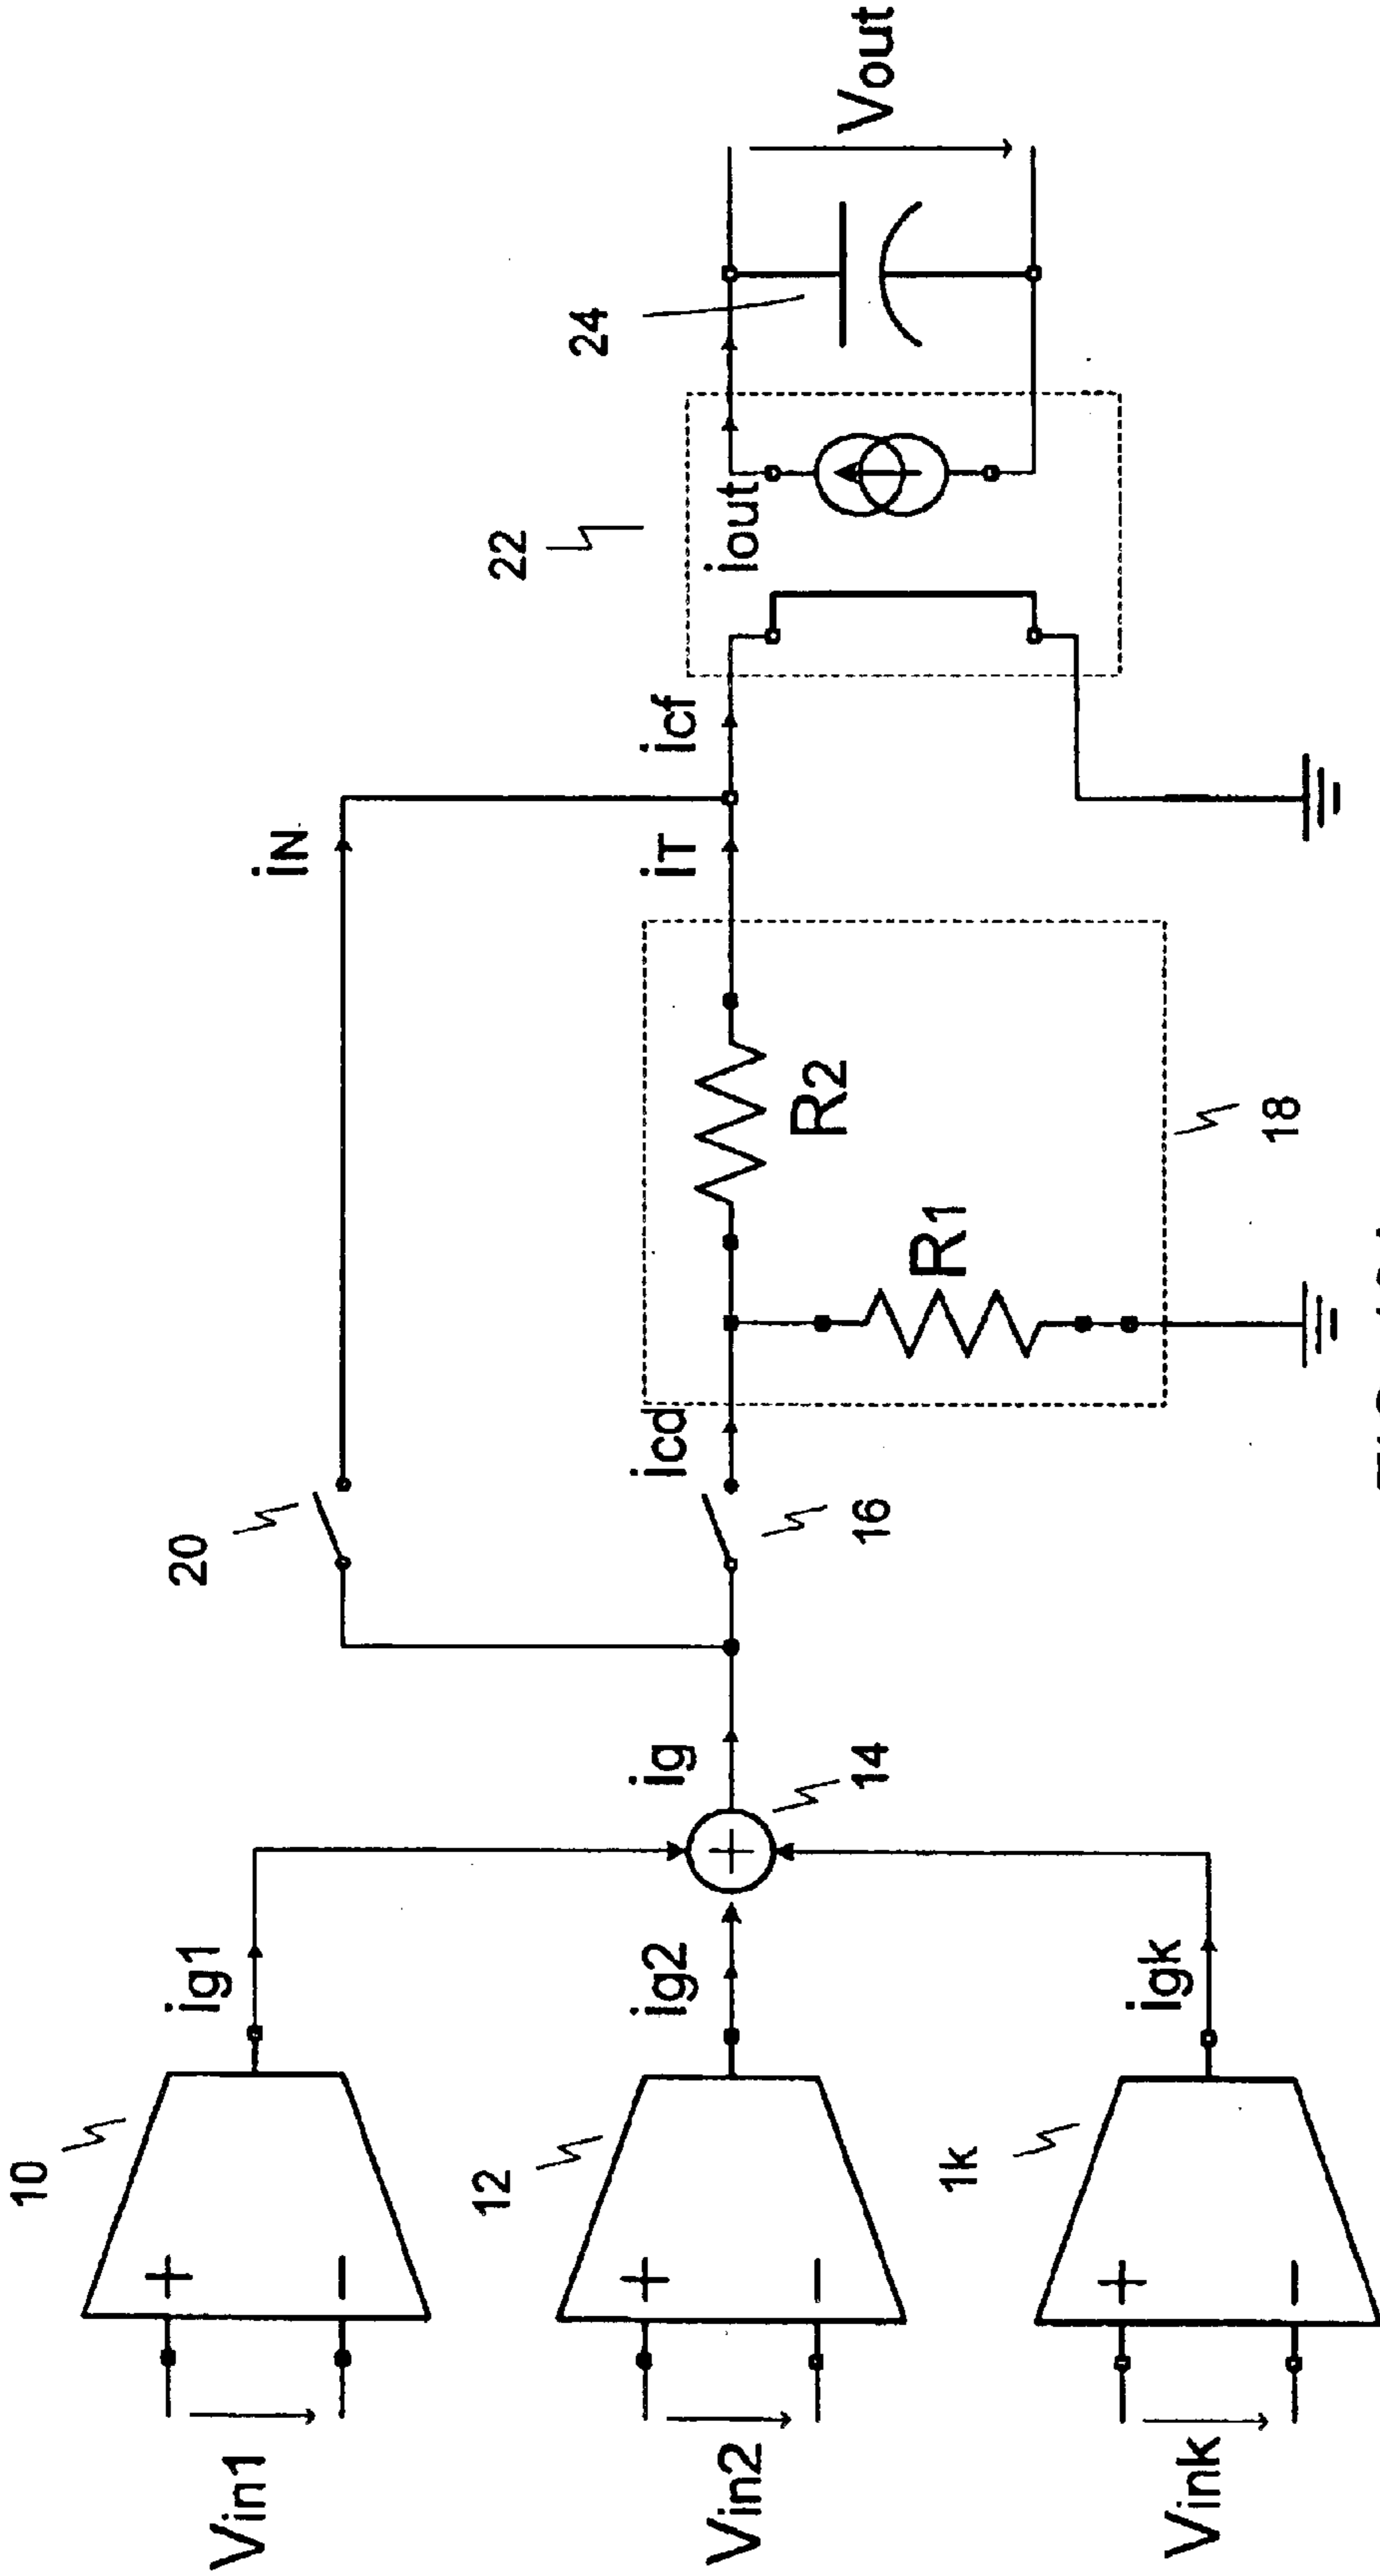 Vin1
+
−
10
ig1
Vin2
+
−
12
ig2
Vink
+
−
1k
igk
+
14
ig
20
16
icd
R1
R2
18
iN
iT
icf
22
iout
24
Vout